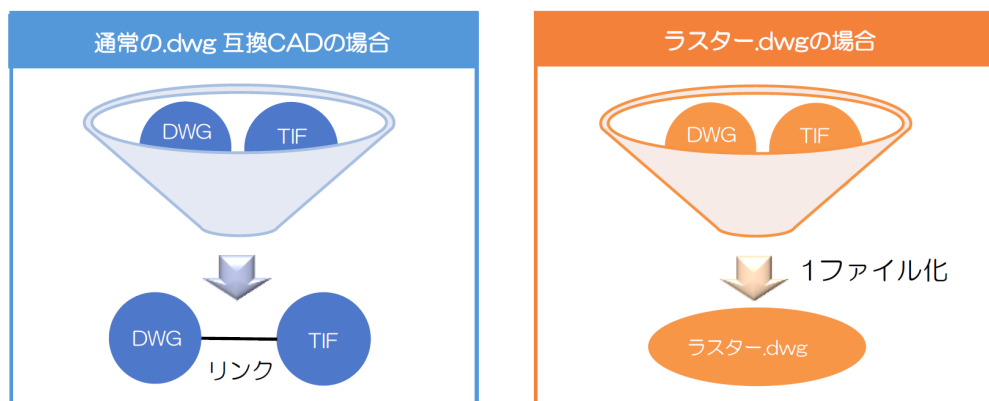 通常の.dwg 互換CADの場合
DWG
TIF
DWG
TIF
リンク
ラスター.dwgの場合
DWG
TIF
1ファイル化
ラスター.dwg